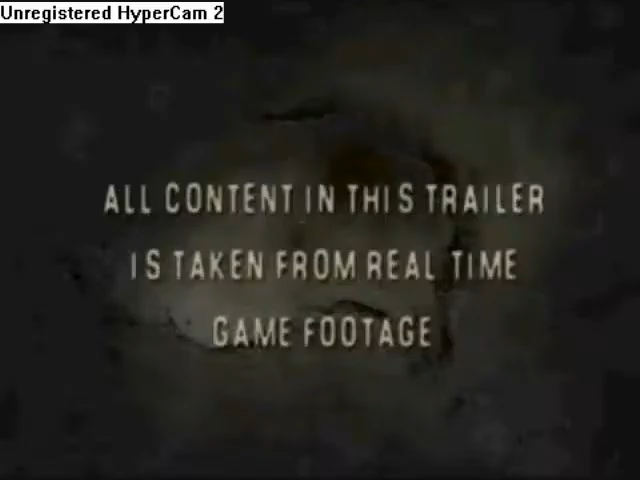 Unregistered HyperCam 2
ALL CONTENT IN THIS TRAILER
IS TAKEN FROM REAL TIME
GAME FOOTAGE